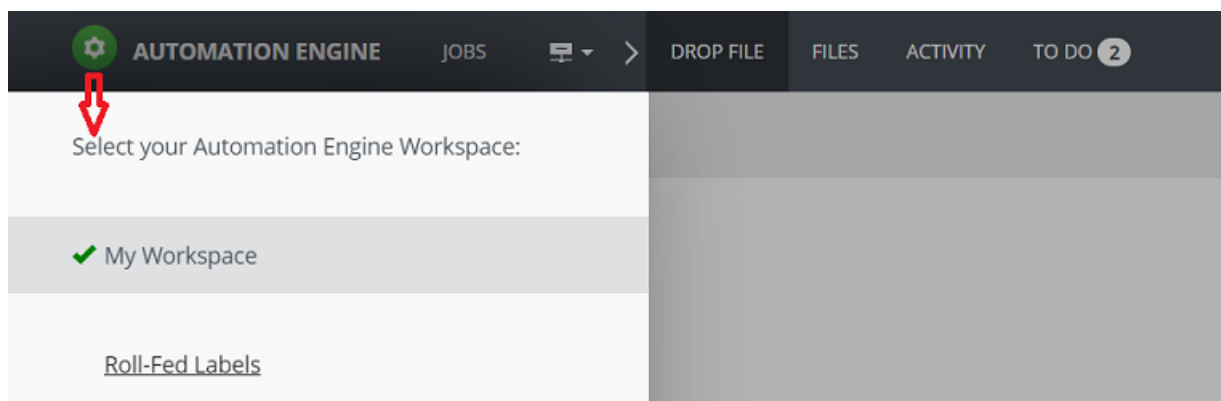 AUTOMATION ENGINE JOBS DROP FILE FILES ACTIVITY TO DO 2
Select your Automation Engine Workspace:
My Workspace
Roll-Fed Labels